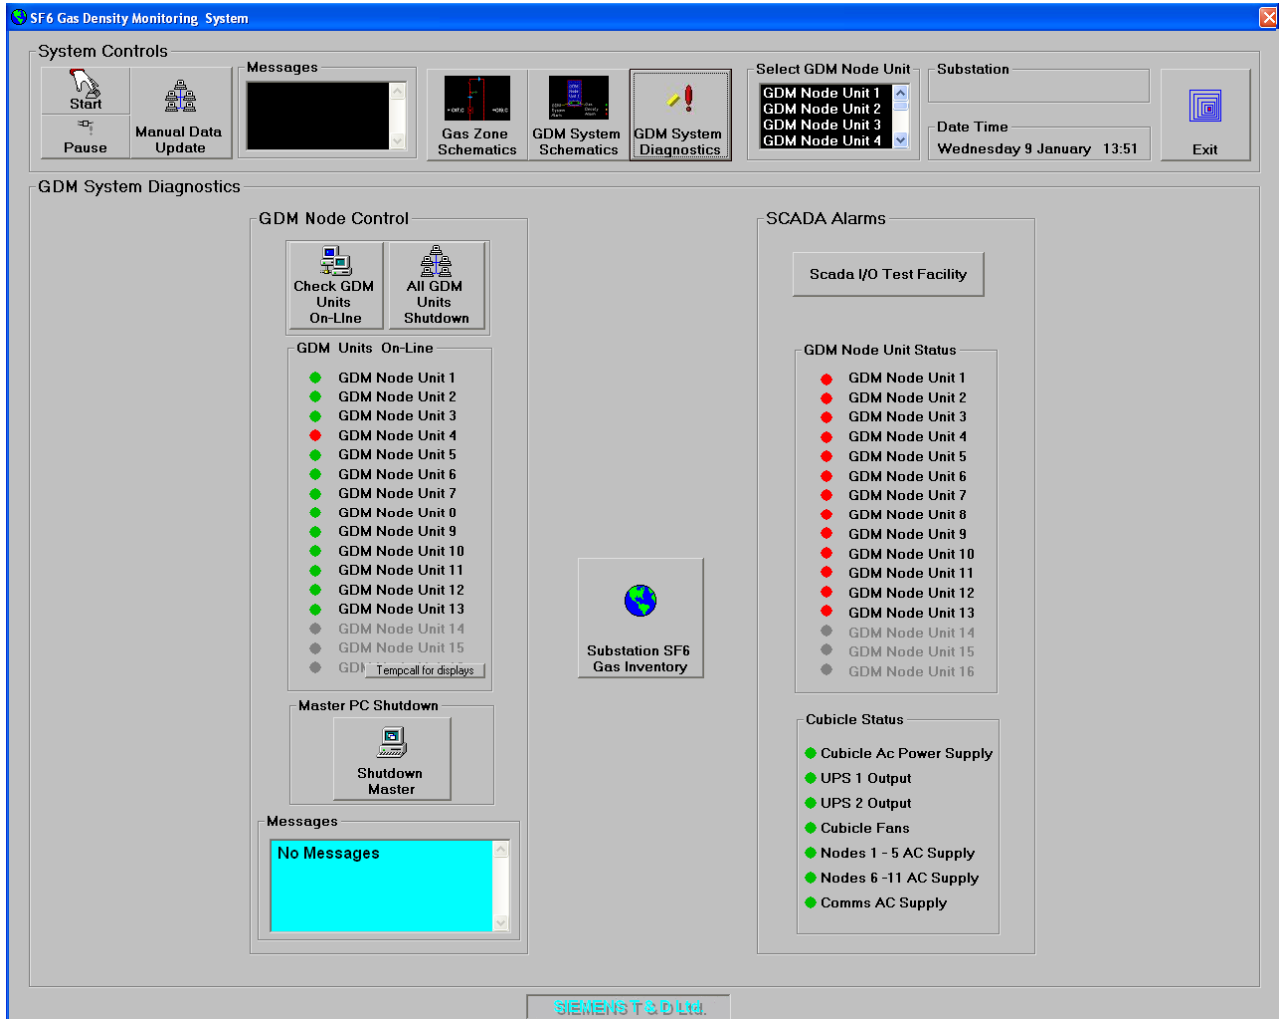 SF6 Gas Density Monitoring System
System Controls
Start
Pause
Manual Data
Update
Messages
Gas Zone
Schematics
GDM System
Schematics
GDM System
Diagnostics
Select GDM Node Unit
GDM Node Unit 1
GDM Node Unit 2
GDM Node Unit 3
GDM Node Unit 4
Substation
Date Time
Wednesday 9 January 13:51
Exit
GDM System Diagnostics
GDM Node Control
Check GDM
Units
On-LIne
All GDM
Units
Shutdown
GDM Units On-Line
GDM Node Unit 1
GDM Node Unit 2
GDM Node Unit 3
GDM Node Unit 4
GDM Node Unit 5
GDM Node Unit 6
GDM Node Unit 7
GDM Node Unit 0
GDM Node Unit 9
GDM Node Unit 10
GDM Node Unit 11
GDM Node Unit 12
GDM Node Unit 13
GDM Node Unit 14
GDM Node Unit 15
Tempcall for displays
Master PC Shutdown
Shutdown
Master
Messages
No Messages
Substation SF6
Gas Inventory
SCADA Alarms
Scada I/O Test Facility
GDM Node Unit Status
GDM Node Unit 1
GDM Node Unit 2
GDM Node Unit 3
GDM Node Unit 4
GDM Node Unit 5
GDM Node Unit 6
GDM Node Unit 7
GDM Node Unit 8
GDM Node Unit 9
GDM Node Unit 10
GDM Node Unit 11
GDM Node Unit 12
GDM Node Unit 13
GDM Node Unit 14
GDM Node Unit 15
GDM Node Unit 16
Cubicle Status
Cubicle Ac Power Supply
UPS 1 Output
UPS 2 Output
Cubicle Fans
Nodes 1 - 5 AC Supply
Nodes 6 -11 AC Supply
Comms AC Supply
SIEMENS T & D Ltd.